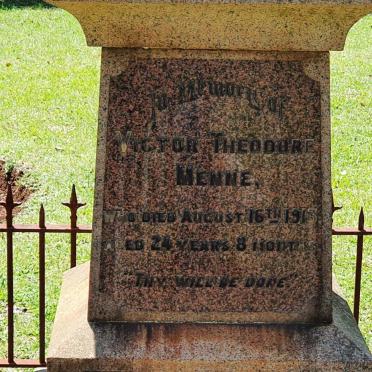 In Memory of
Victor Theodore
Menne,
Who died August 16th
Aged 24 years 8 months
"Thy will be done"